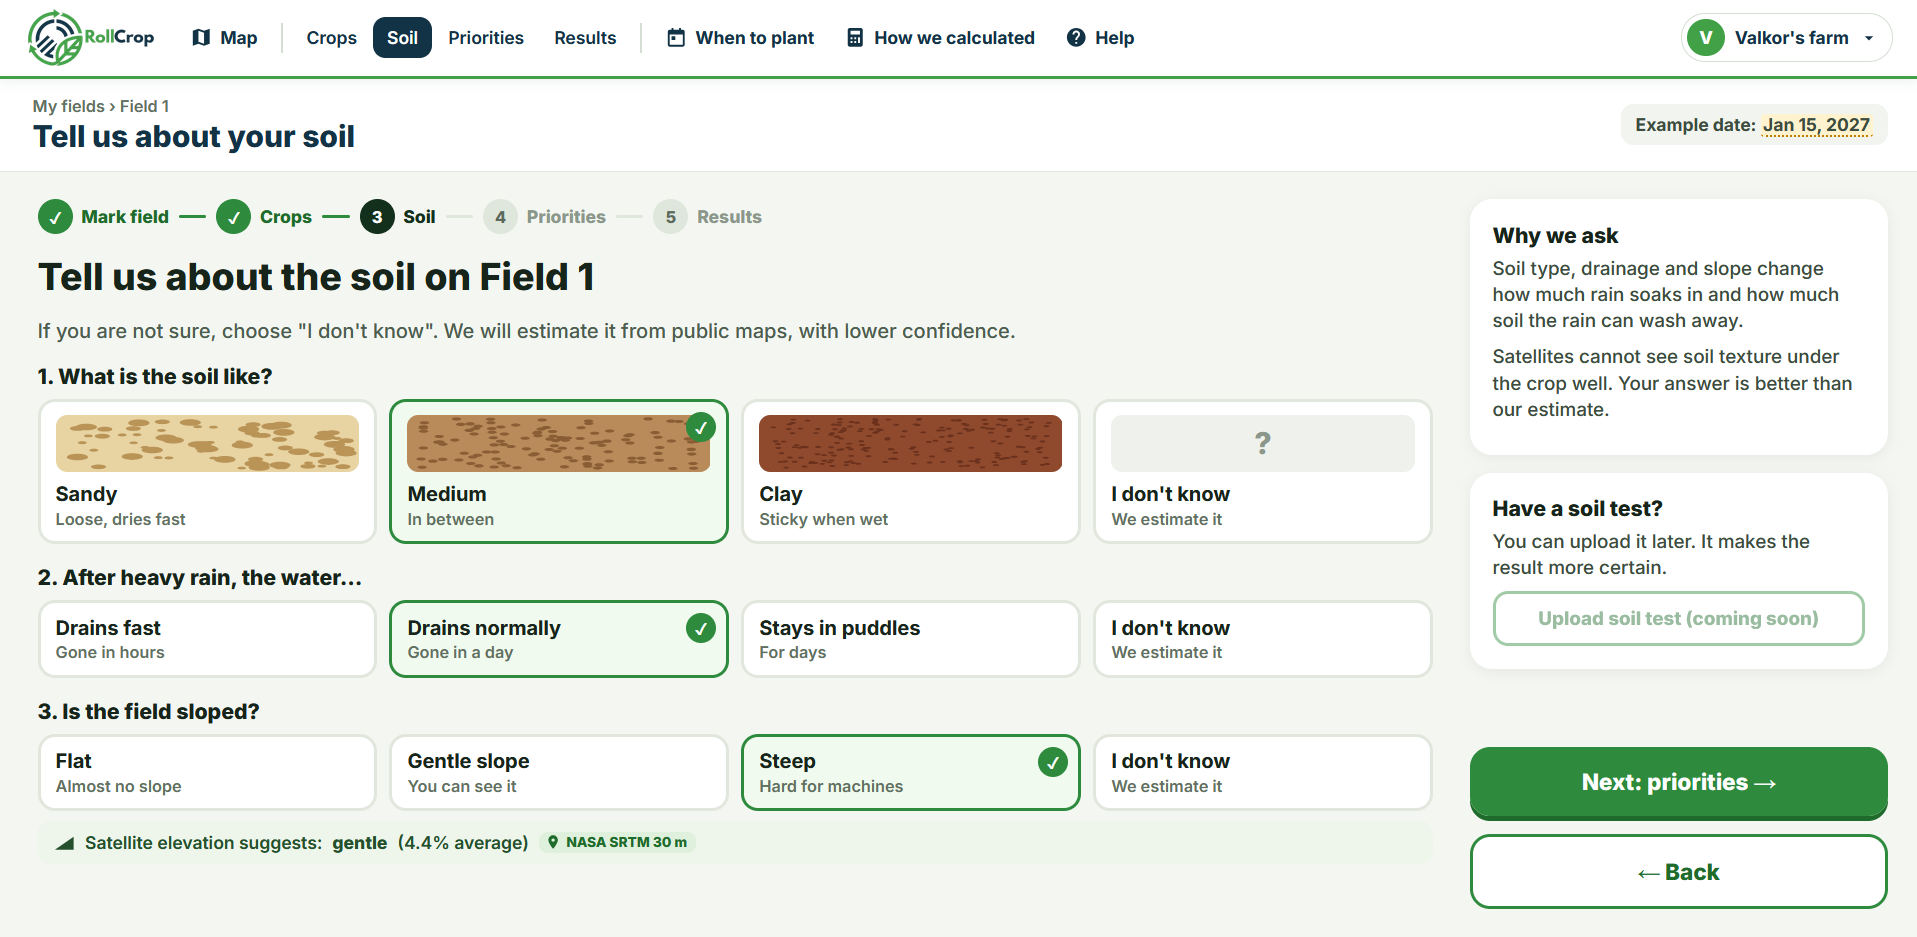 RollCrop
Map
Crops
Soil
Priorities
Results
When to plant
How we calculated
? Help
V Valkor's farm
My fields › Field 1
Tell us about your soil
Example date: Jan 15, 2027
✓ Mark field
✓ Crops
3 Soil
4 Priorities
5 Results
Tell us about the soil on Field 1
If you are not sure, choose "I don't know". We will estimate it from public maps, with lower confidence.
1. What is the soil like?
Sandy
Loose, dries fast
✓
Medium
In between
Clay
Sticky when wet
?
I don't know
We estimate it
2. After heavy rain, the water...
Drains fast
Gone in hours
Drains normally ✓
Gone in a day
Stays in puddles
For days
I don't know
We estimate it
3. Is the field sloped?
Flat
Almost no slope
Gentle slope
You can see it
Steep ✓
Hard for machines
I don't know
We estimate it
Satellite elevation suggests: gentle (4.4% average) NASA SRTM 30 m
Why we ask
Soil type, drainage and slope change
how much rain soaks in and how much
soil the rain can wash away.
Satellites cannot see soil texture under
the crop well. Your answer is better than
our estimate.
Have a soil test?
You can upload it later. It makes the
result more certain.
Upload soil test (coming soon)
Next: priorities →
← Back